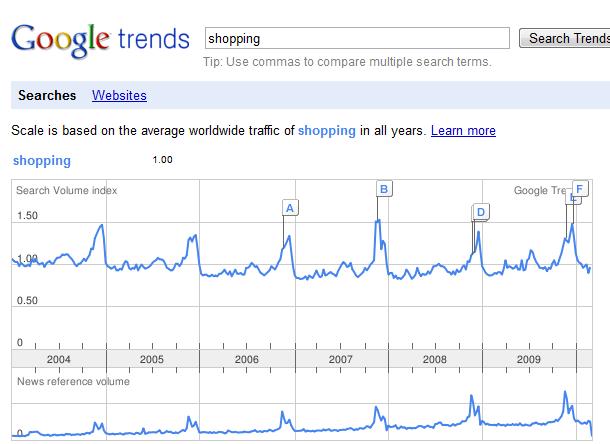 Google trends
shopping
Search Trends
Tip: Use commas to compare multiple search terms.
Searches Websites
Scale is based on the average worldwide traffic of shopping in all years. Learn more
shopping 1.00
Search Volume index Google Tre
F
B
A
D
1.50
1.00
0.50
0
2004 2005 2006 2007 2008 2009
News reference volume
0